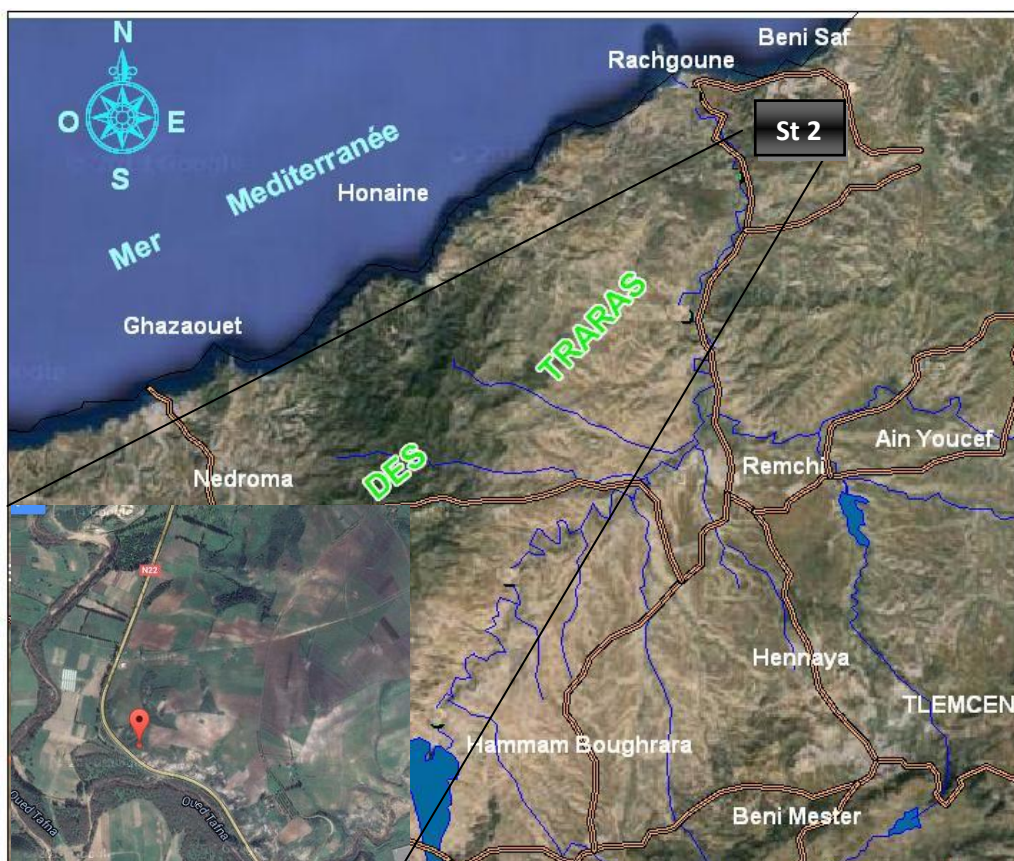 N
O
E
S
Beni Saf
Rachgoune
St 2
Mer Mediterranée
Honaine
Ghazaouet
TRARAS
DES
Nedroma
Ain Youcef
Remchi
N22
Hennaya
TLEMCEN
Hammam Boughrara
Beni Mester
Oued Tafna
Oued Tafna